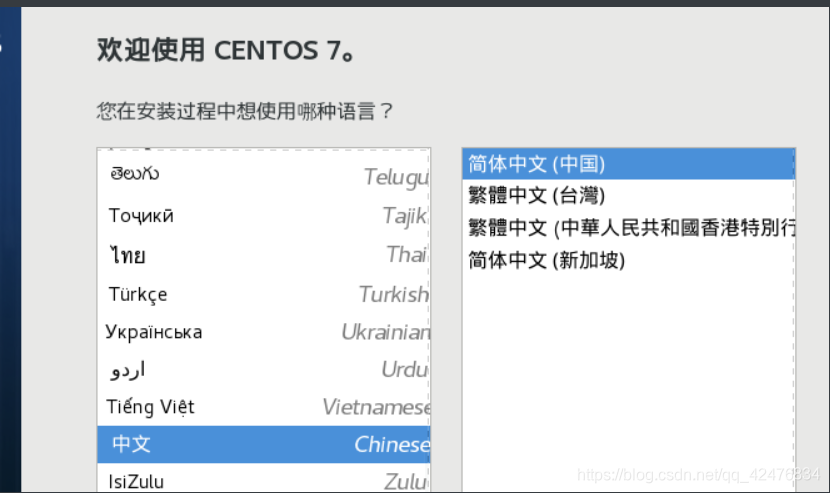 欢迎使用 CENTOS 7。
您在安装过程中想使用哪种语言？
తెలుగు Telugu
Тоҷикӣ Tajik
ไทย Thai
Türkçe Turkish
Українська Ukrainian
اردو Urdu
Tiếng Việt Vietnamese
中文 Chinese
IsiZulu Zulu
简体中文 (中国)
繁體中文 (台灣)
繁體中文 (中華人民共和國香港特別行
简体中文 (新加坡)
https://blog.csdn.net/qq_42476834